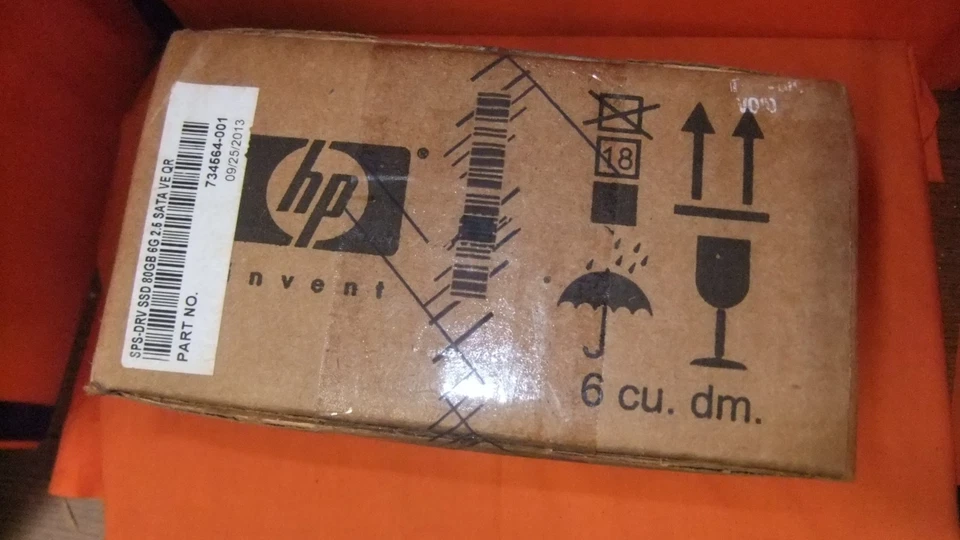 SPS-DRV SSD 80GB 6G 2.5 SATA VE QR
PART NO.
734564-001
09/25/2013
hp
®
invent
18
VOID
6 cu. dm.